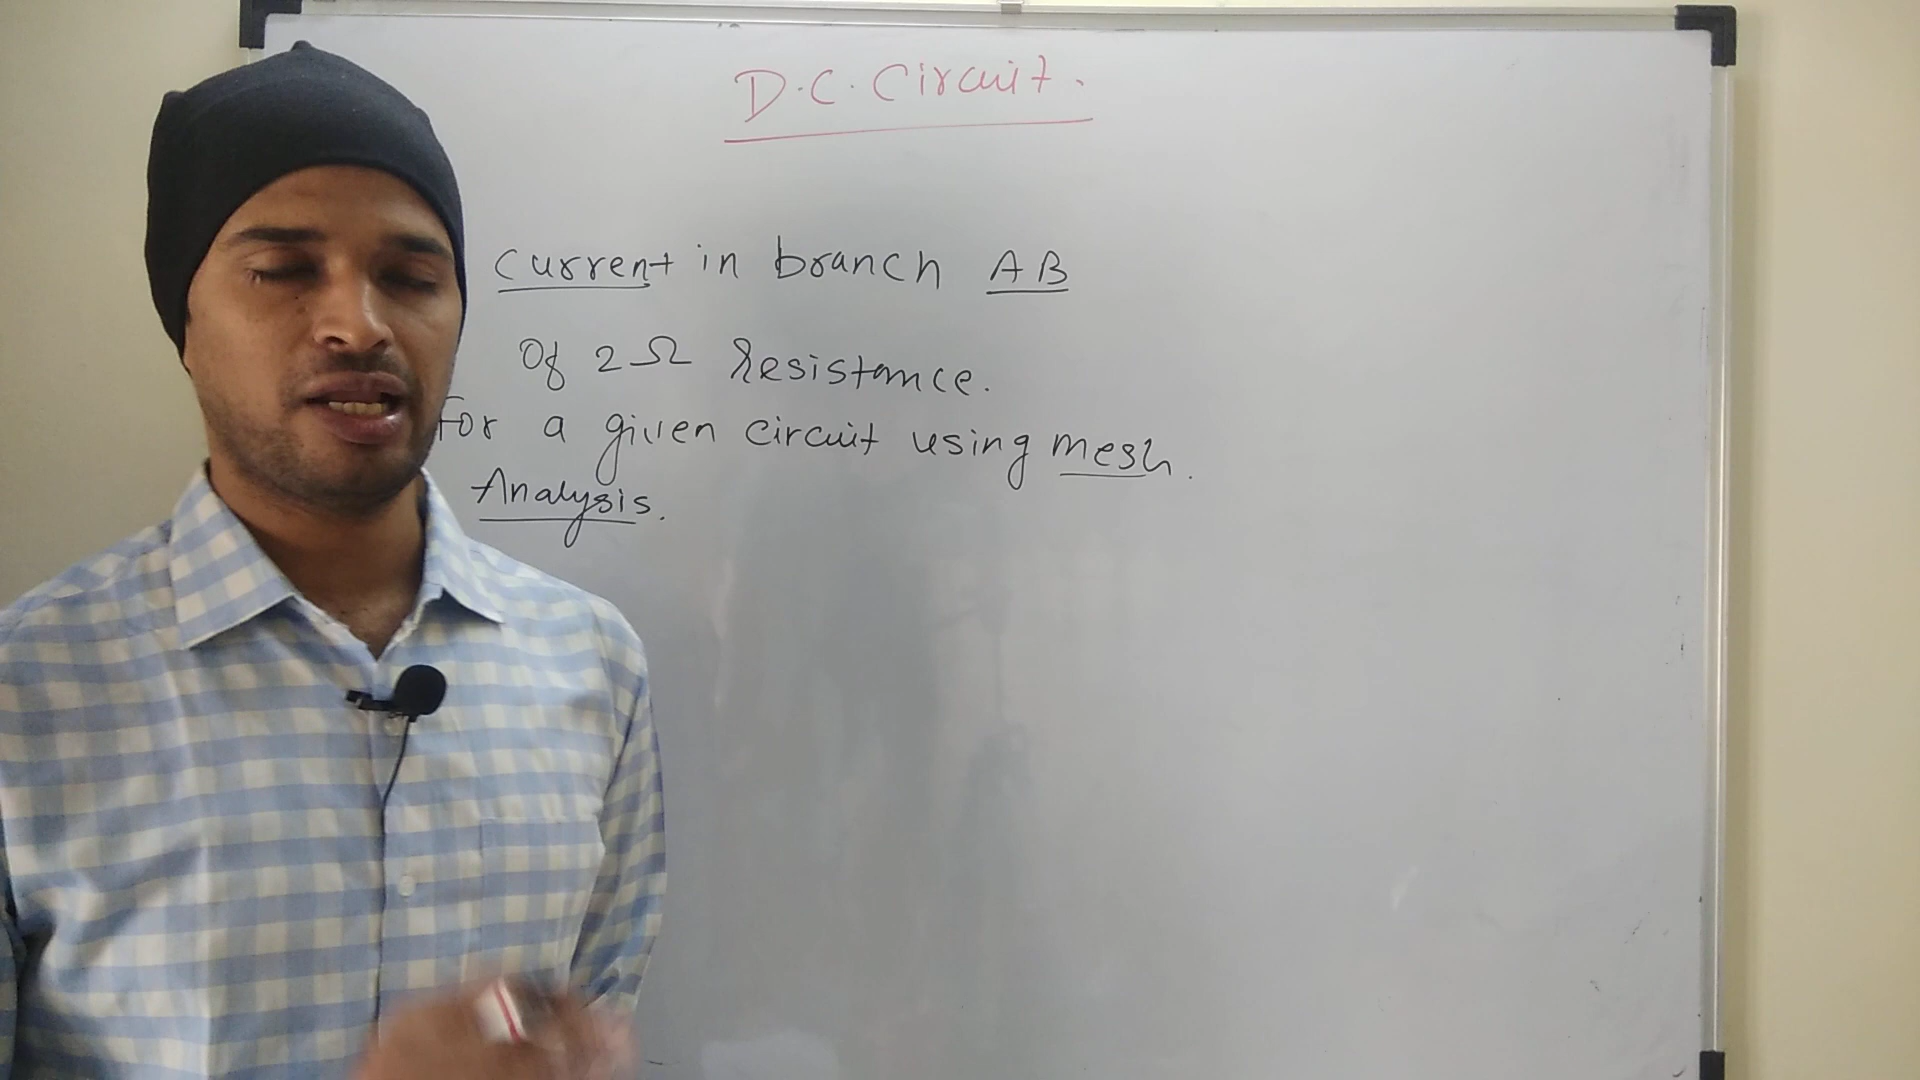 D.C. Circuit.
Current in branch AB
Of 2Ω Resistance.
For a given circuit using mesh.
Analysis.